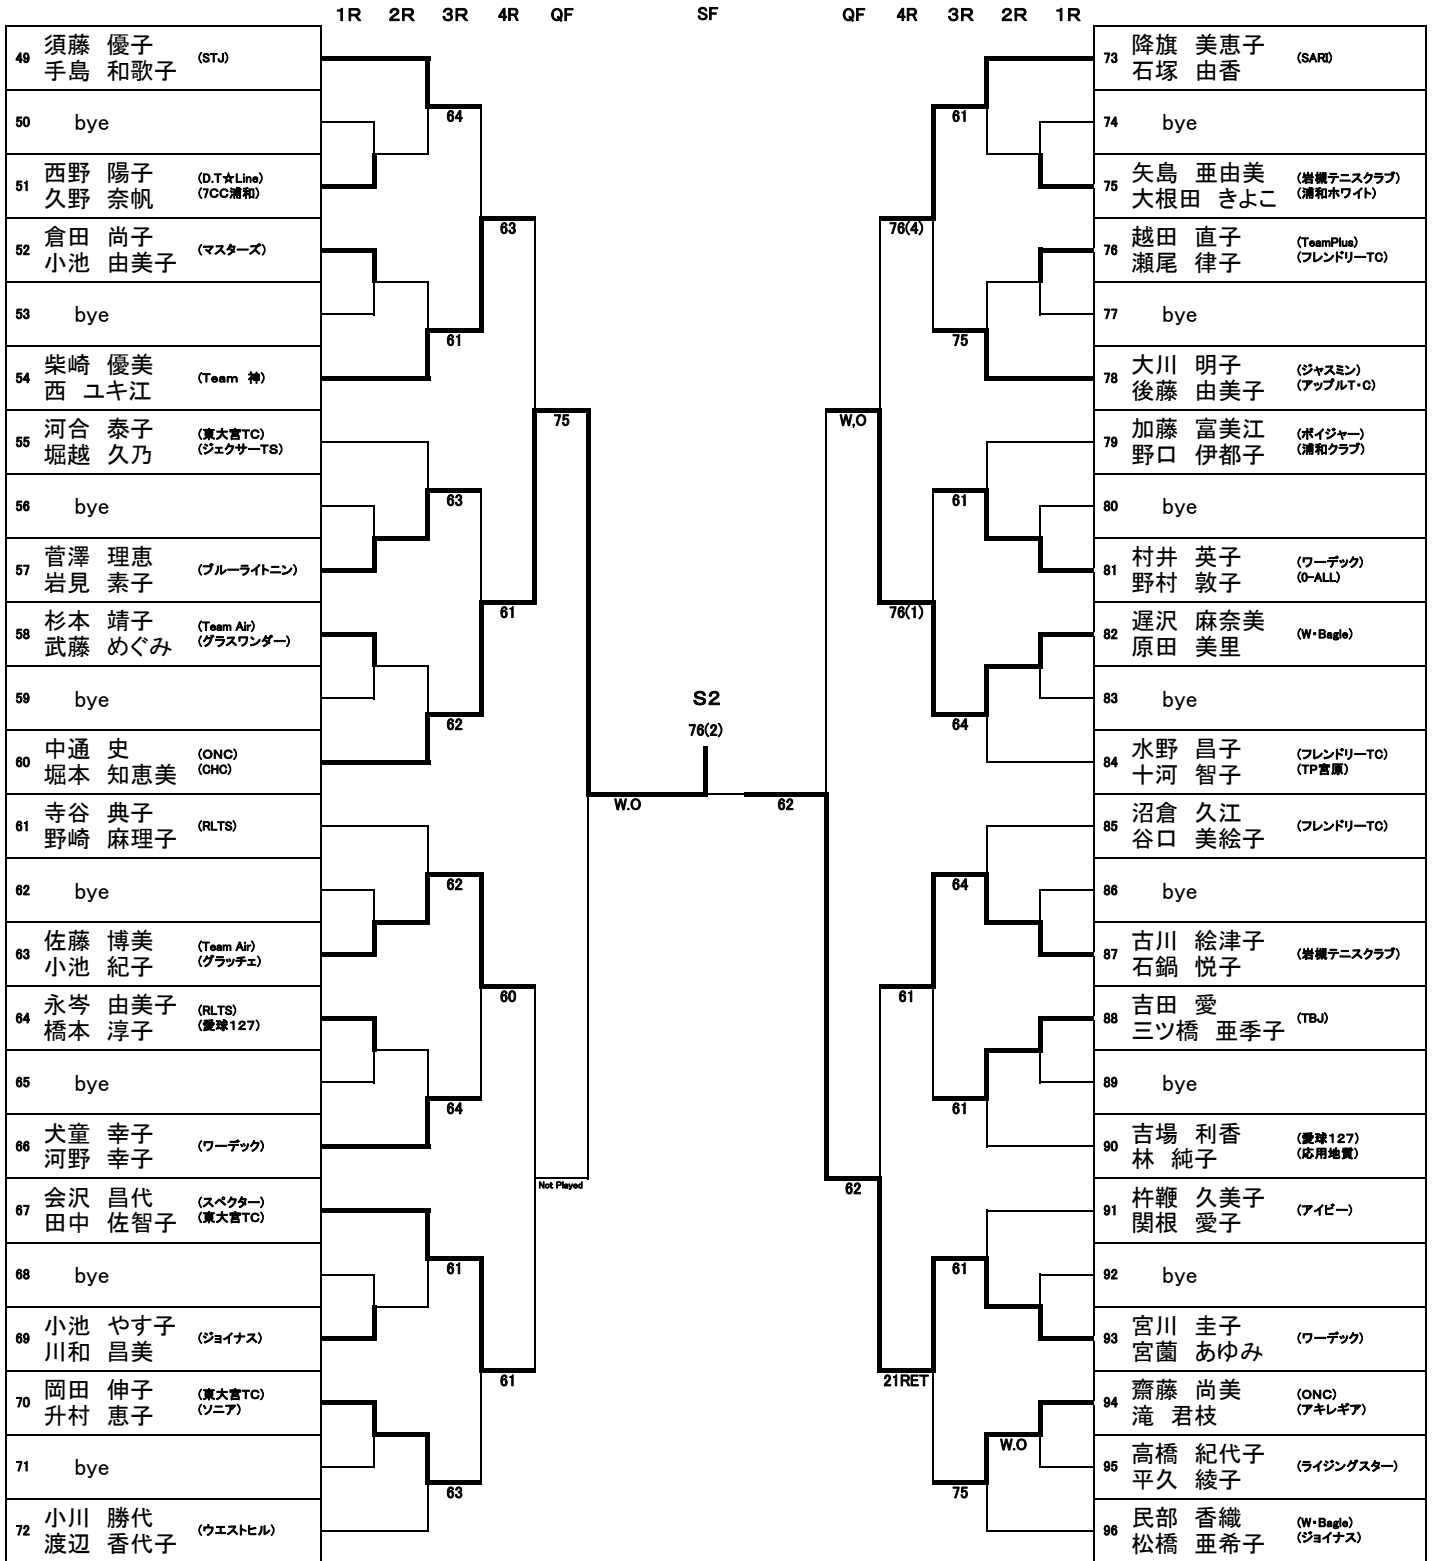 1R 2R 3R 4R QF SF QF 4R 3R 2R 1R
49 須藤 優子 手島 和歌子 (STJ)
50 bye
51 西野 陽子 久野 奈帆 (D.T☆Line) (7CC浦和)
52 倉田 尚子 小池 由美子 (マスターズ)
53 bye
54 柴崎 優美 西 ユキ江 (Team 神)
55 河合 泰子 堀越 久乃 (東大宮TC) (ジェクサーTS)
56 bye
57 菅澤 理恵 岩見 素子 (ブルーライトニン)
58 杉本 靖子 武藤 めぐみ (Team Air) (グラスワンダー)
59 bye
60 中通 史 堀本 知恵美 (ONC) (CHC)
61 寺谷 典子 野崎 麻理子 (RLTS)
62 bye
63 佐藤 博美 小池 紀子 (Team Air) (グラッチェ)
64 永岑 由美子 橋本 淳子 (RLTS) (愛球127)
65 bye
66 犬童 幸子 河野 幸子 (ワーデック)
67 会沢 昌代 田中 佐智子 (スペクター) (東大宮TC)
68 bye
69 小池 やす子 川和 昌美 (ジョイナス)
70 岡田 伸子 升村 恵子 (東大宮TC) (ソニア)
71 bye
72 小川 勝代 渡辺 香代子 (ウエストヒル)
64
61
63
62
62
64
61
63
63
61
60
61
75
Not Played
W.O
S2
76(2)
62
W,O
62
76(4)
76(1)
61
21RET
61
75
61
64
64
61
61
75
W.O
73 降旗 美恵子 石塚 由香 (SARI)
74 bye
75 矢島 亜由美 大根田 きよこ (岩槻テニスクラブ) (浦和ホワイト)
76 越田 直子 瀬尾 律子 (TeamPlus) (フレンドリーTC)
77 bye
78 大川 明子 後藤 由美子 (ジャスミン) (アップルT・C)
79 加藤 富美江 野口 伊都子 (ボイジャー) (浦和クラブ)
80 bye
81 村井 英子 野村 敦子 (ワーデック) (O-ALL)
82 遅沢 麻奈美 原田 美里 (W・Bagle)
83 bye
84 水野 昌子 十河 智子 (フレンドリーTC) (TP宮原)
85 沼倉 久江 谷口 美絵子 (フレンドリーTC)
86 bye
87 古川 絵津子 石鍋 悦子 (岩槻テニスクラブ)
88 吉田 愛 三ツ橋 亜季子 (TBJ)
89 bye
90 吉場 利香 林 純子 (愛球127) (応用地質)
91 杵鞭 久美子 関根 愛子 (アイビー)
92 bye
93 宮川 圭子 宮薗 あゆみ (ワーデック)
94 齋藤 尚美 滝 君枝 (ONC) (アキレギア)
95 高橋 紀代子 平久 綾子 (ライジングスター)
96 民部 香織 松橋 亜希子 (W・Bagle) (ジョイナス)